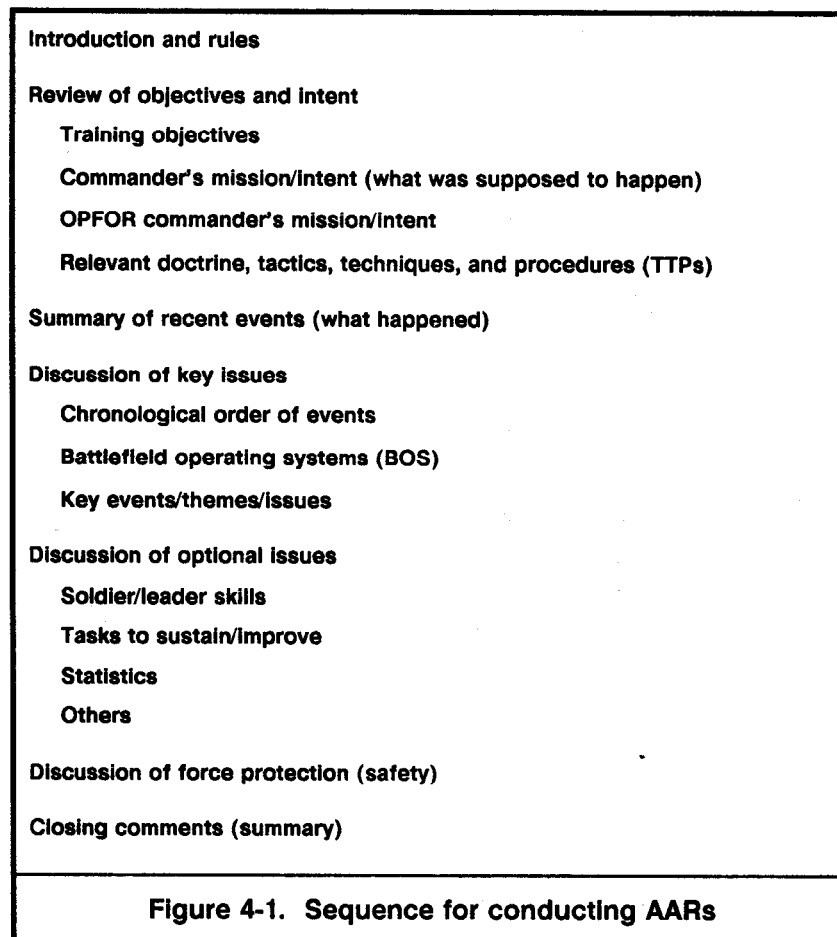 Introduction and rules
Review of objectives and intent
Training objectives
Commander's mission/intent (what was supposed to happen)
OPFOR commander's mission/intent
Relevant doctrine, tactics, techniques, and procedures (TTPs)
Summary of recent events (what happened)
Discussion of key issues
Chronological order of events
Battlefield operating systems (BOS)
Key events/themes/issues
Discussion of optional issues
Soldier/leader skills
Tasks to sustain/improve
Statistics
Others
Discussion of force protection (safety)
Closing comments (summary)
Figure 4-1. Sequence for conducting AARs